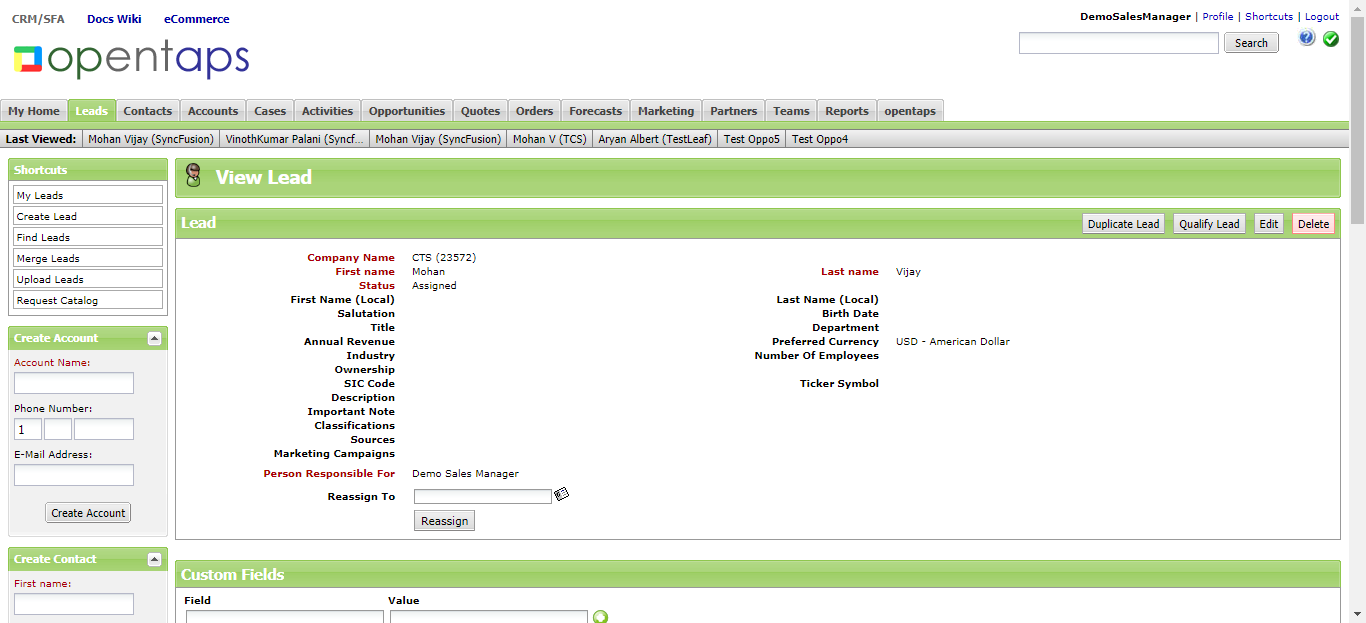 CRM/SFA Docs Wiki eCommerce
DemoSalesManager | Profile | Shortcuts | Logout
opentaps
Search
My Home Leads Contacts Accounts Cases Activities Opportunities Quotes Orders Forecasts Marketing Partners Teams Reports opentaps
Last Viewed: Mohan Vijay (SyncFusion) VinothKumar Palani (Syncf... Mohan Vijay (SyncFusion) Mohan V (TCS) Aryan Albert (TestLeaf) Test Oppo5 Test Oppo4
Shortcuts
My Leads
Create Lead
Find Leads
Merge Leads
Upload Leads
Request Catalog
Create Account
Account Name:
Phone Number:
1
E-Mail Address:
Create Account
Create Contact
First name:
View Lead
Lead
Duplicate Lead Qualify Lead Edit Delete
Company Name CTS (23572)
First name Mohan Last name Vijay
Status Assigned
First Name (Local) Last Name (Local)
Salutation Birth Date
Title Department
Annual Revenue Preferred Currency USD - American Dollar
Industry Number Of Employees
Ownership
SIC Code Ticker Symbol
Description
Important Note
Classifications
Sources
Marketing Campaigns
Person Responsible For Demo Sales Manager
Reassign To
Reassign
Custom Fields
Field Value